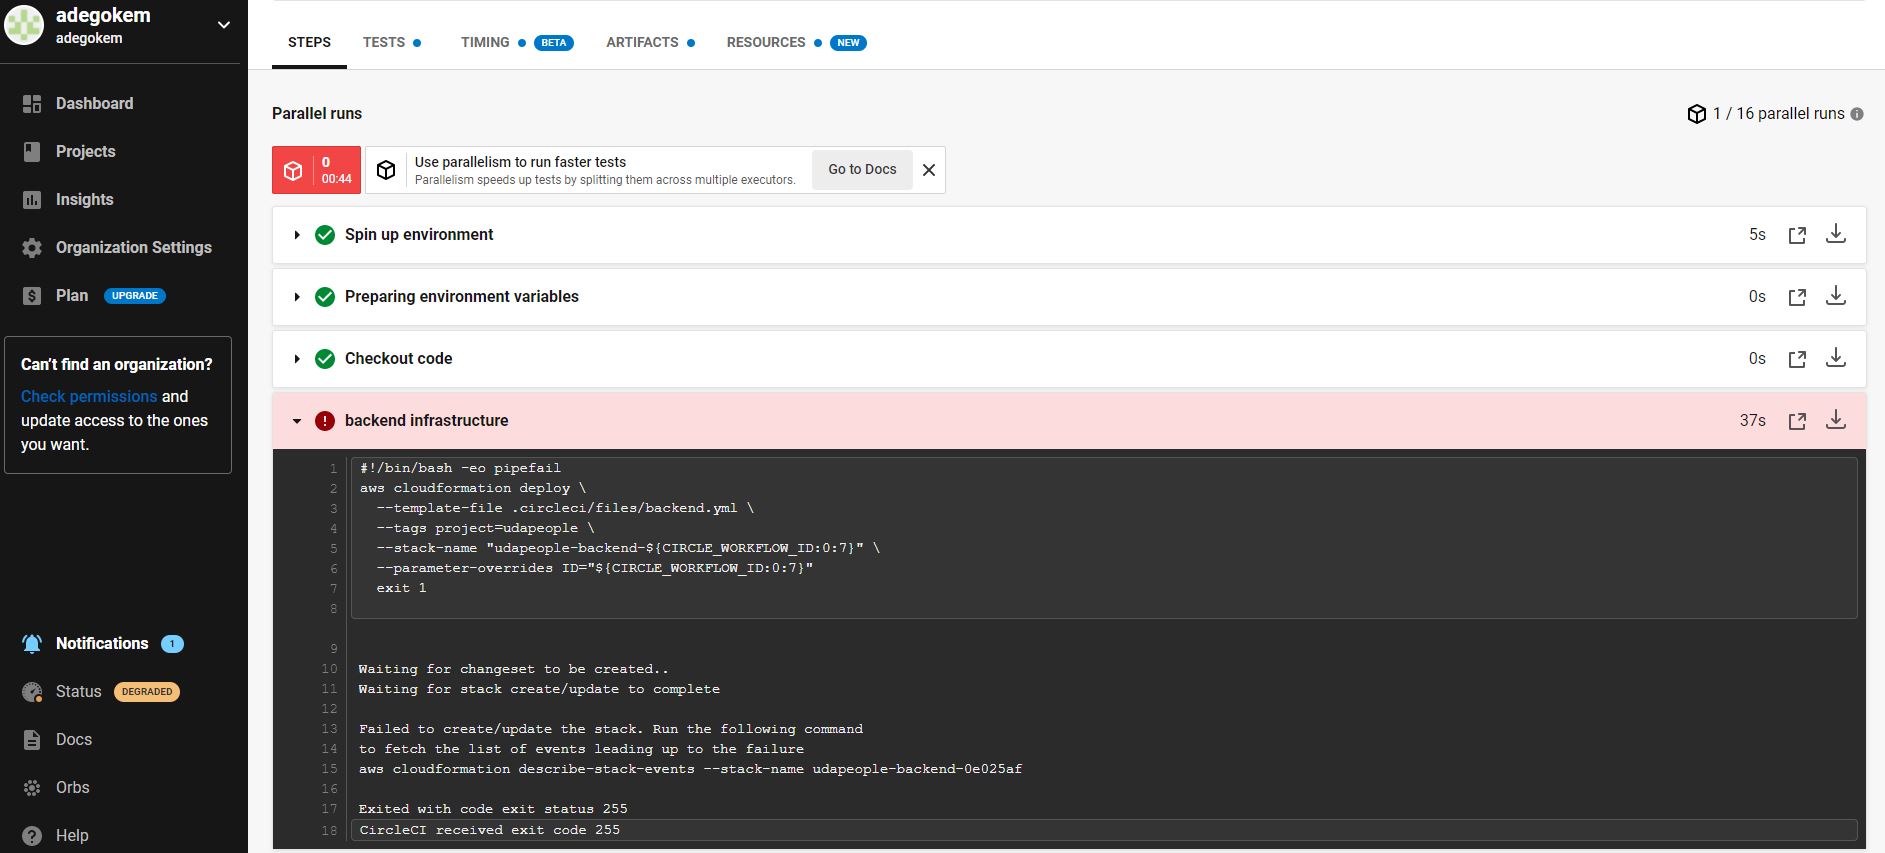 adegokem
adegokem
Dashboard
Projects
Insights
Organization Settings
Plan UPGRADE
Can't find an organization?
Check permissions and
update access to the ones
you want.
Notifications 1
Status DEGRADED
Docs
Orbs
Help
STEPS TESTS TIMING BETA ARTIFACTS RESOURCES NEW
Parallel runs
1 / 16 parallel runs
0
00:44
Use parallelism to run faster tests
Parallelism speeds up tests by splitting them across multiple executors.
Go to Docs
Spin up environment 5s
Preparing environment variables 0s
Checkout code 0s
backend infrastructure 37s
1 #!/bin/bash -eo pipefail
2 aws cloudformation deploy \
3 --template-file .circleci/files/backend.yml \
4 --tags project=udapeople \
5 --stack-name "udapeople-backend-${CIRCLE_WORKFLOW_ID:0:7}" \
6 --parameter-overrides ID="${CIRCLE_WORKFLOW_ID:0:7}"
7 exit 1
8
9
10 Waiting for changeset to be created..
11 Waiting for stack create/update to complete
12
13 Failed to create/update the stack. Run the following command
14 to fetch the list of events leading up to the failure
15 aws cloudformation describe-stack-events --stack-name udapeople-backend-0e025af
16
17 Exited with code exit status 255
18 CircleCI received exit code 255